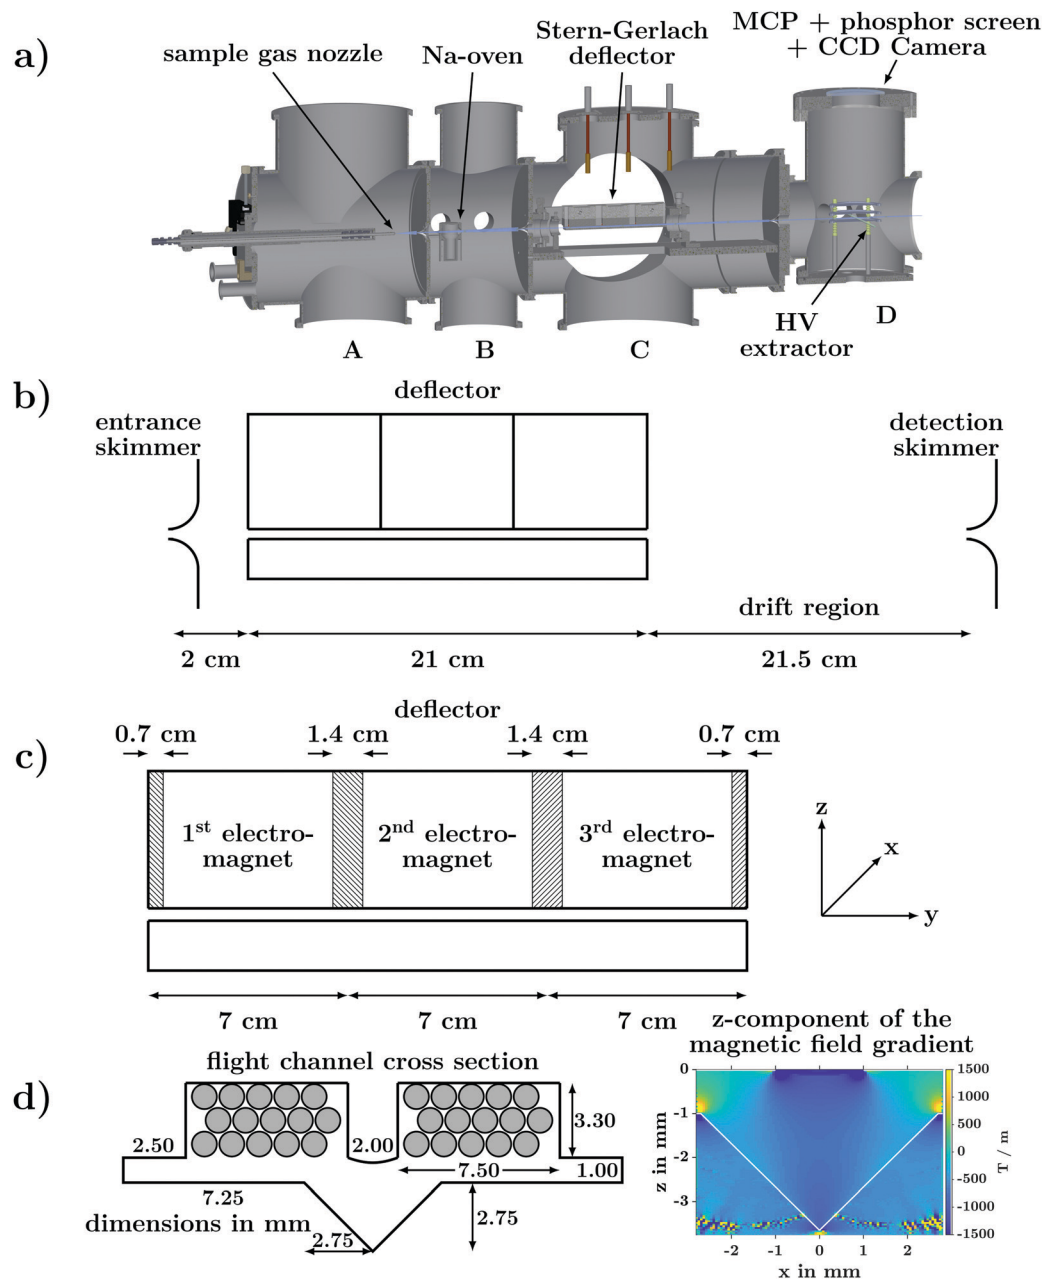 a)
sample gas nozzle
Na-oven
Stern-Gerlach
deflector
MCP + phosphor screen
+ CCD Camera
A
B
C
HV
extractor
D
b)
deflector
entrance
skimmer
detection
skimmer
drift region
2 cm
21 cm
21.5 cm
deflector
0.7 cm
1.4 cm
1.4 cm
0.7 cm
c)
1st electro-
magnet
2nd electro-
magnet
3rd electro-
magnet
z
x
y
7 cm
7 cm
7 cm
d)
flight channel cross section
2.50
2.00
3.30
7.50
1.00
7.25
dimensions in mm
2.75
2.75
z-component of the
magnetic field gradient
0
-1
-2
-3
z in mm
-2
-1
0
1
2
x in mm
1500
1000
500
0
-500
-1000
-1500
T / m